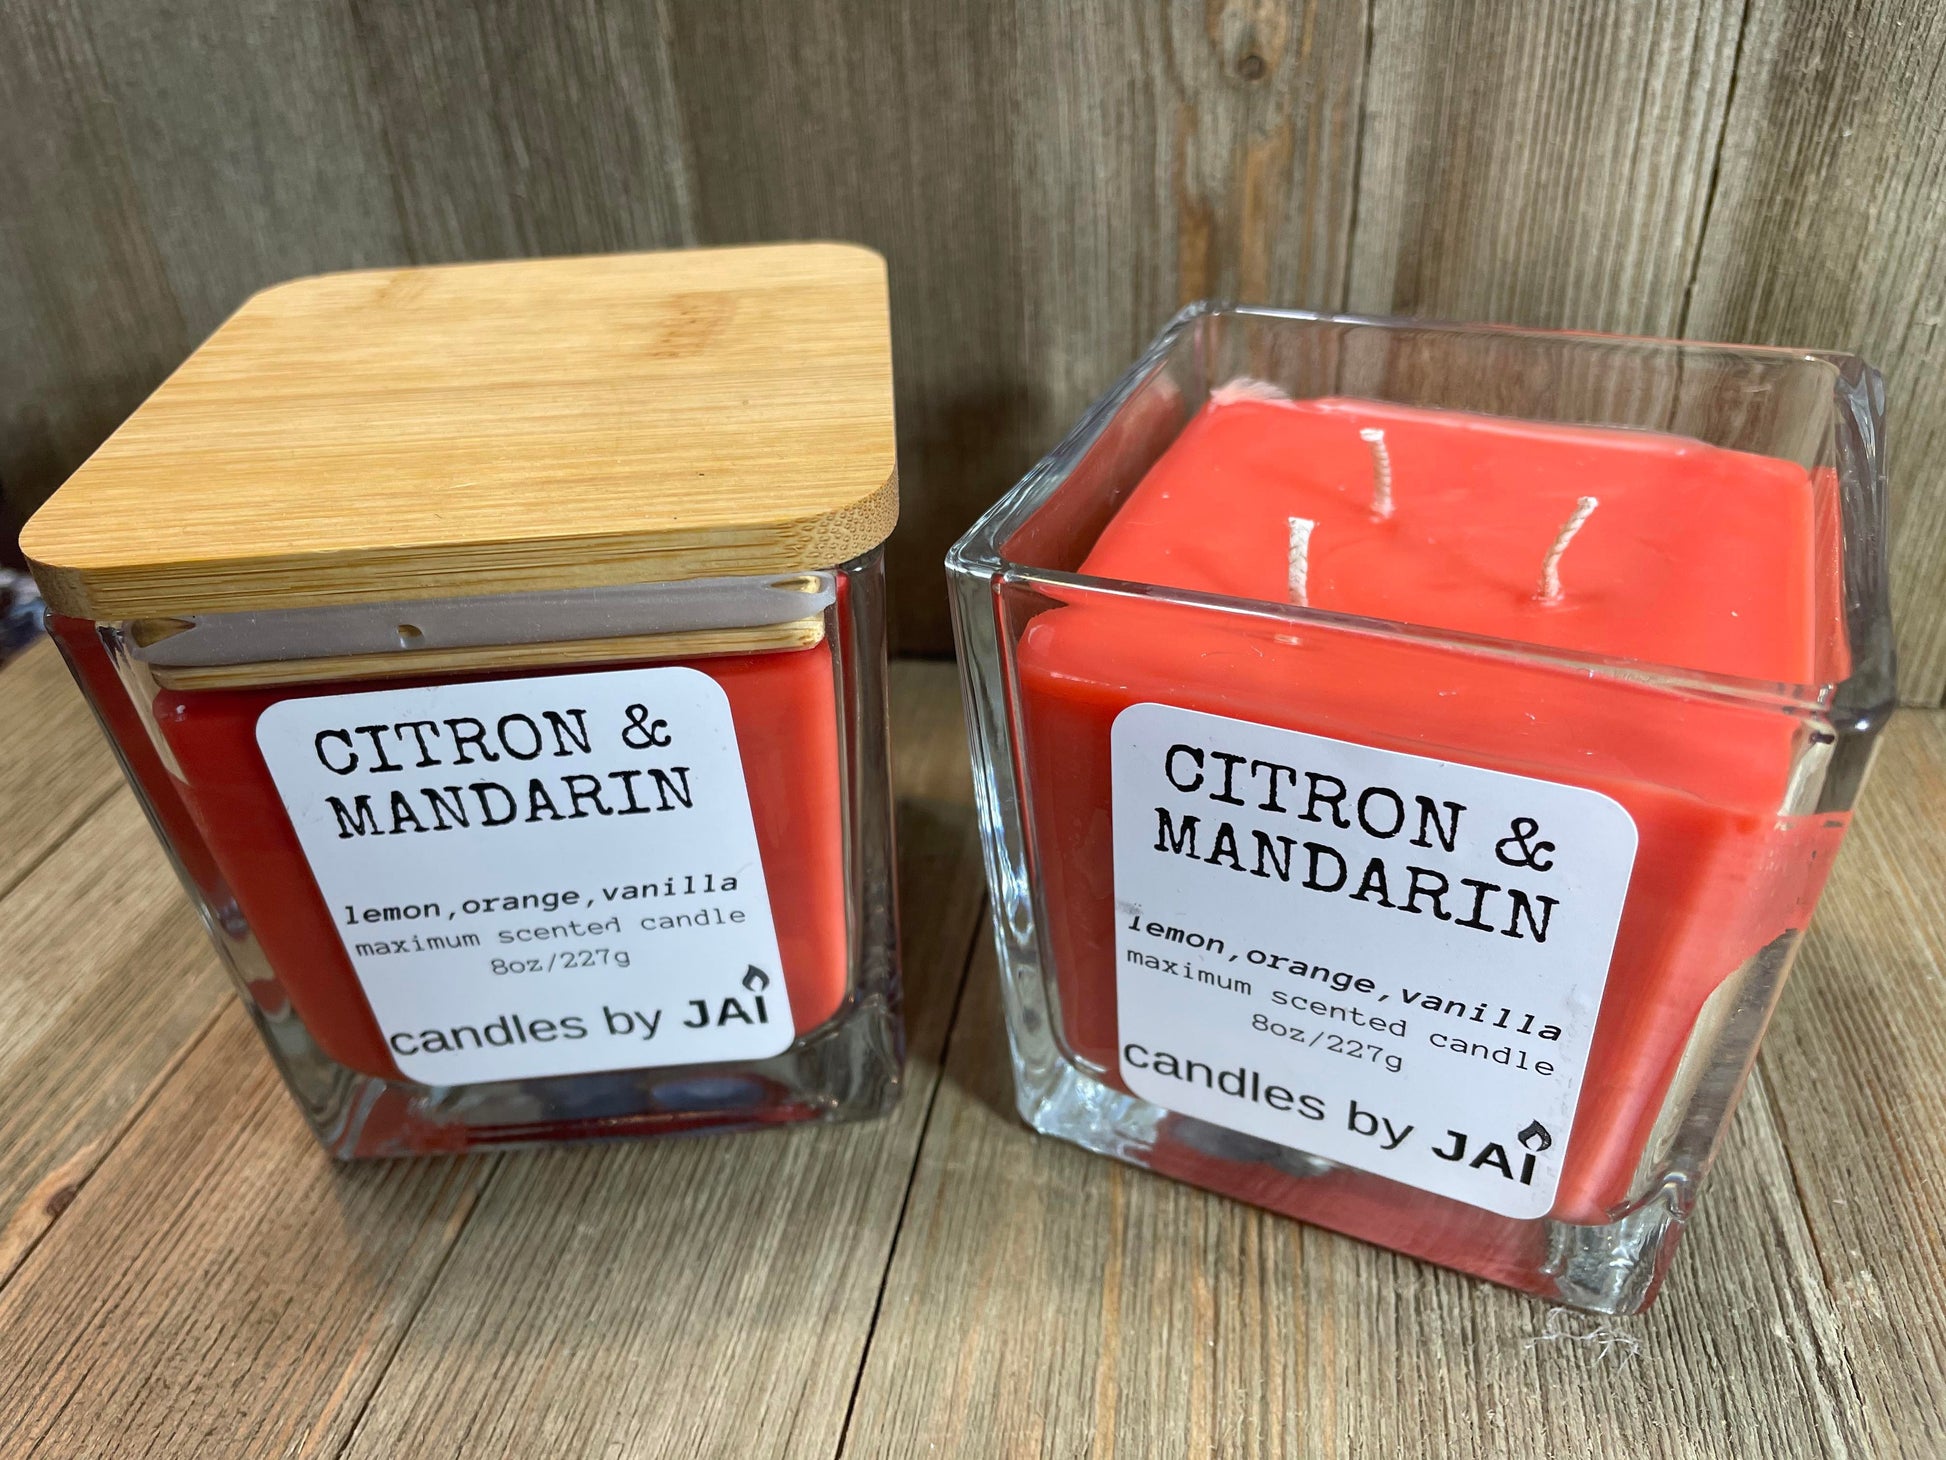 CITRON &
MANDARIN
lemon,orange,vanilla
maximum scented candle
8oz/227g
candles by JAI
CITRON &
MANDARIN
lemon,orange,vanilla
maximum scented candle
8oz/227g
candles by JAI